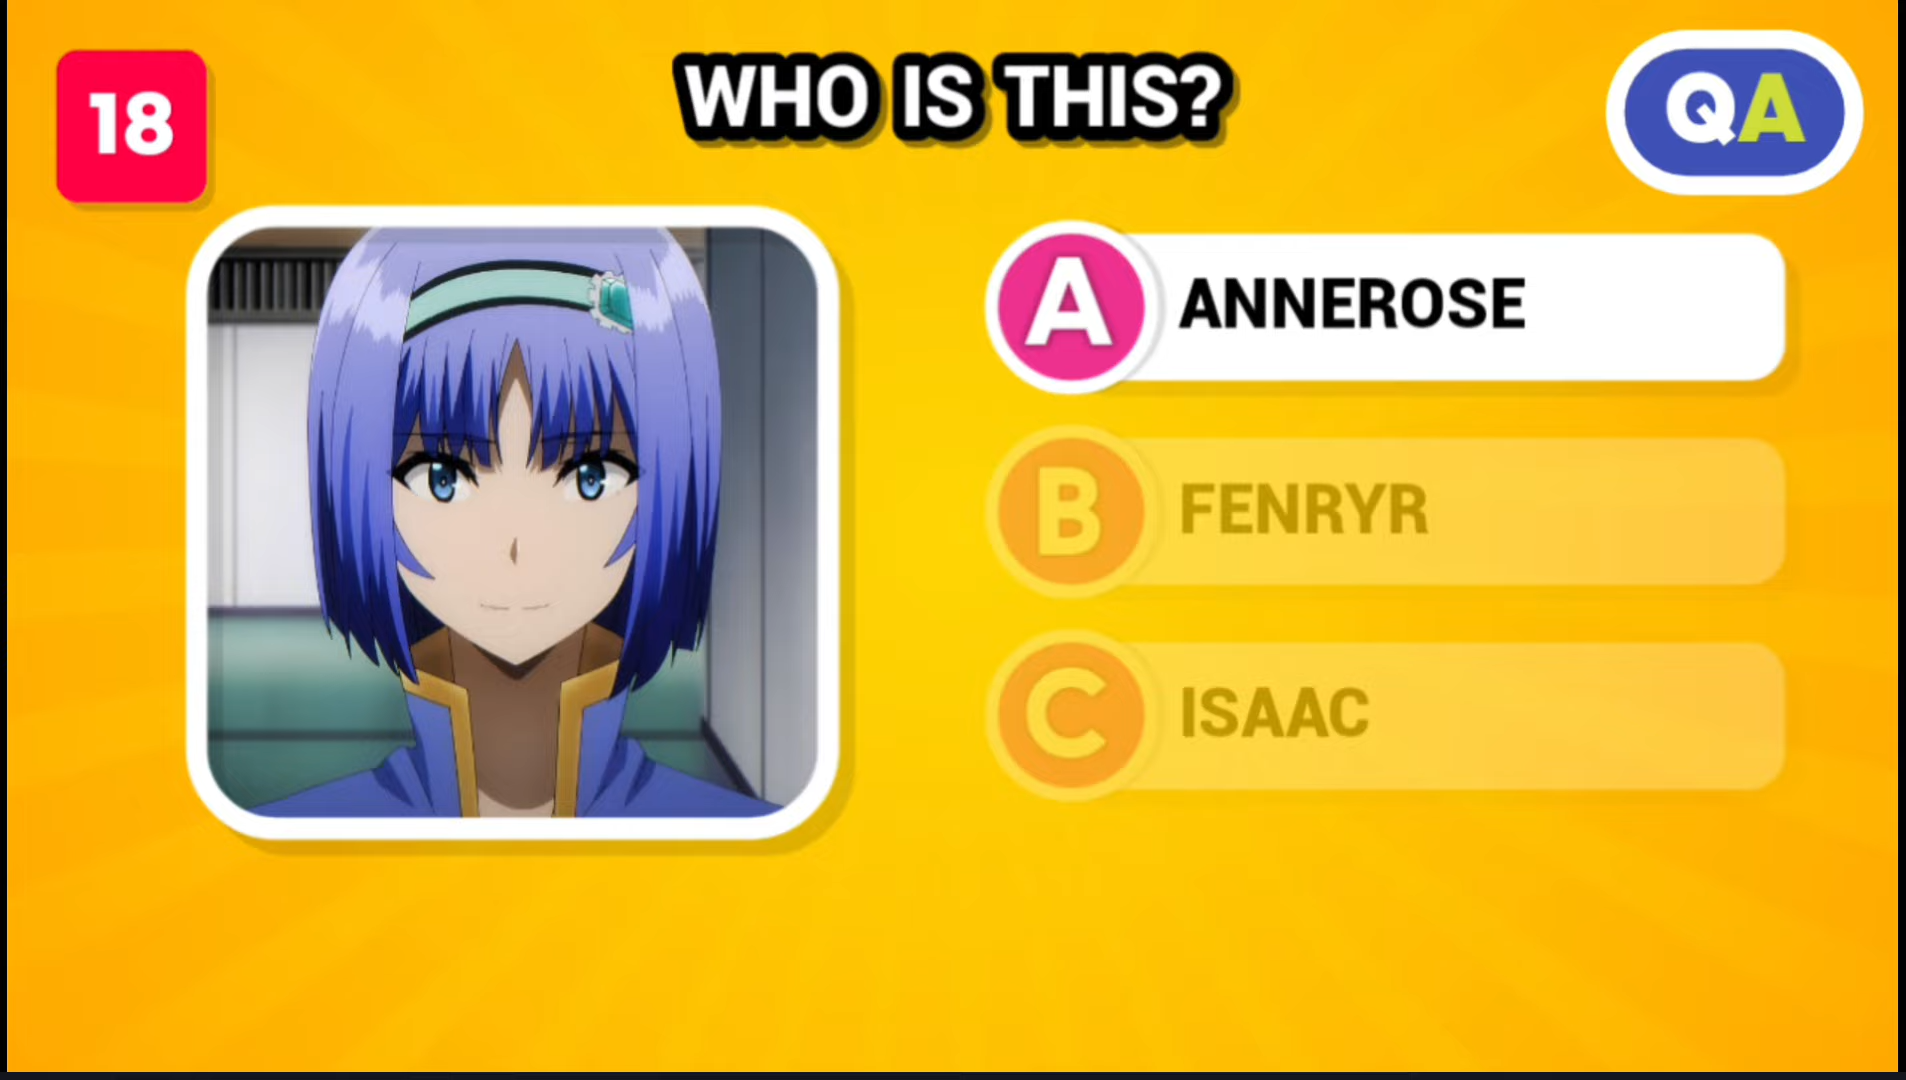 18
WHO IS THIS?
QA
A ANNEROSE
B FENRYR
C ISAAC